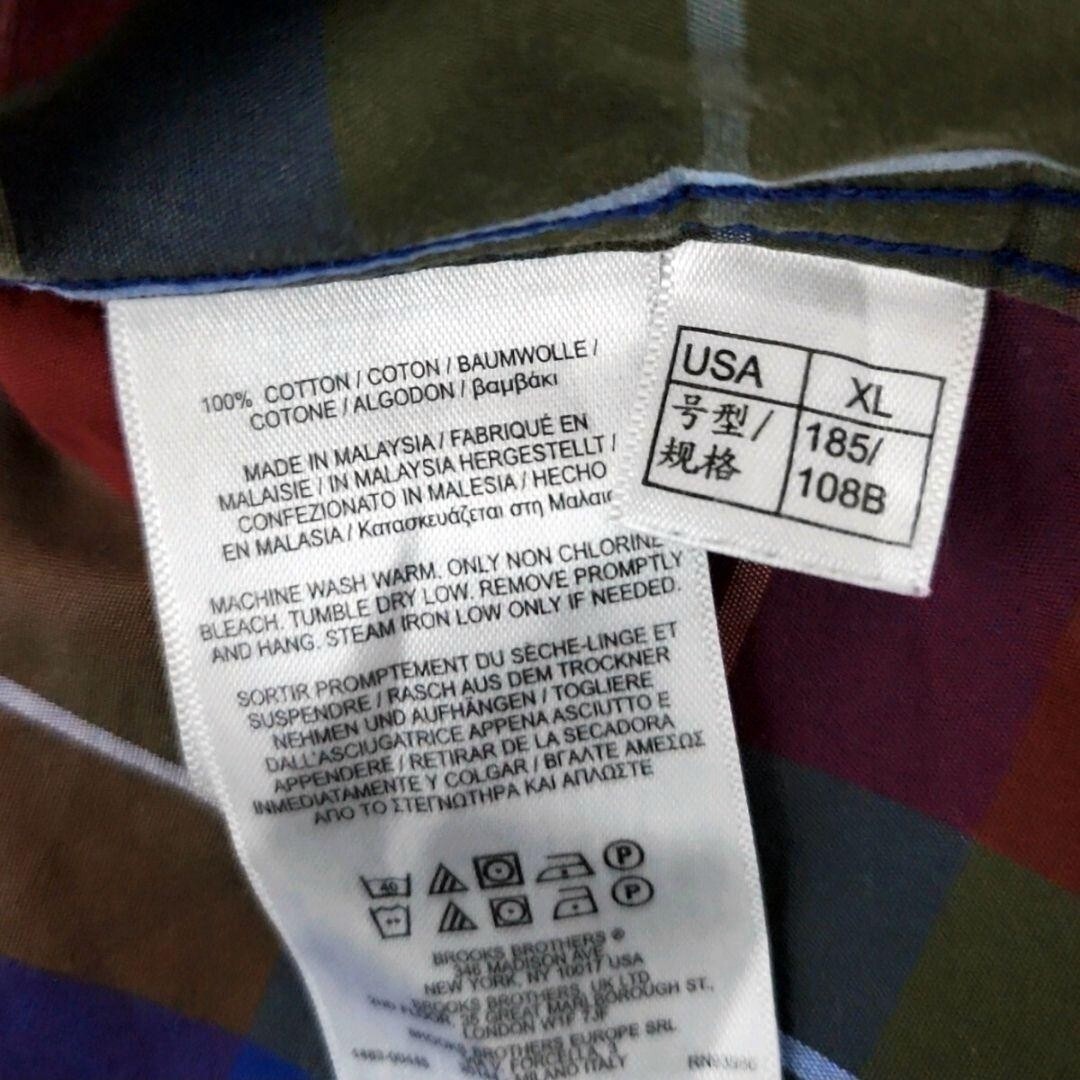 100% COTTON / COTON / BAUMWOLLE /
COTONE / ALGODON / βαμβάκι
MADE IN MALAYSIA / FABRIQUÉ EN
MALAISIE / IN MALAYSIA HERGESTELLT /
CONFEZIONATO IN MALESIA / HECHO
EN MALASIA / Κατασκευάζεται στη
MACHINE WASH WARM. ONLY NON CHLORINE
BLEACH. TUMBLE DRY LOW. REMOVE PROMPTLY
AND HANG. STEAM IRON LOW ONLY IF NEEDED.
SORTIR PROMPTEMENT DU SÈCHE-LINGE ET
SUSPENDRE / RASCH AUS DEM TROCKNER
NEHMEN UND AUFHÄNGEN / TOGLIERE
DALL'ASCIUGATRICE APPENA ASCIUTTO E
APPENDERE / RETIRAR DE LA SECADORA
INMEDIATAMENTE Y COLGAR / ΒΓΑΛΤΕ ΑΜΕΣΩΣ
ΑΠΟ ΤΟ ΣΤΕΓΝΩΤΗΡΑ ΚΑΙ ΑΠΛΩΣΤΕ
40 P
P
BROOKS BROTHERS ®
346 MADISON AVE
NEW YORK, NY 10017 USA
BROOKS BROTHERS, UK LTD
2ND FLOOR, GREAT MARLBOROUGH ST.,
LONDON W1F 7JF
BROOKS BROTHERS EUROPE SRL
MILANO ITALY
USA XL
号型/ 185/
规格 108B